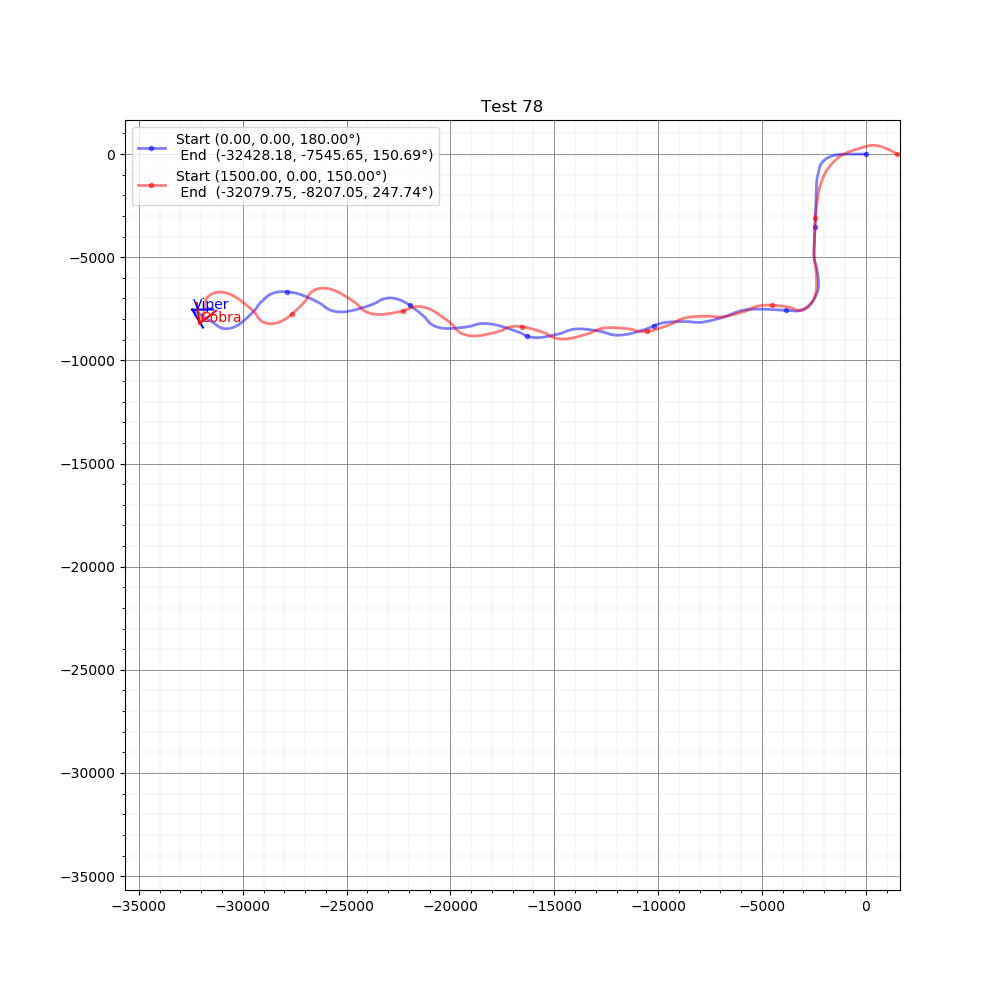 Test 78
Start (0.00, 0.00, 180.00°)
End (-32428.18, -7545.65, 150.69°)
Start (1500.00, 0.00, 150.00°)
End (-32079.75, -8207.05, 247.74°)
Viper
Cobra
0
−5000
−10000
−15000
−20000
−25000
−30000
−35000
−35000 −30000 −25000 −20000 −15000 −10000 −5000 0